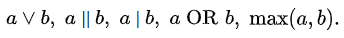 a ∨ b, a || b, a | b, a OR b, max(a, b).